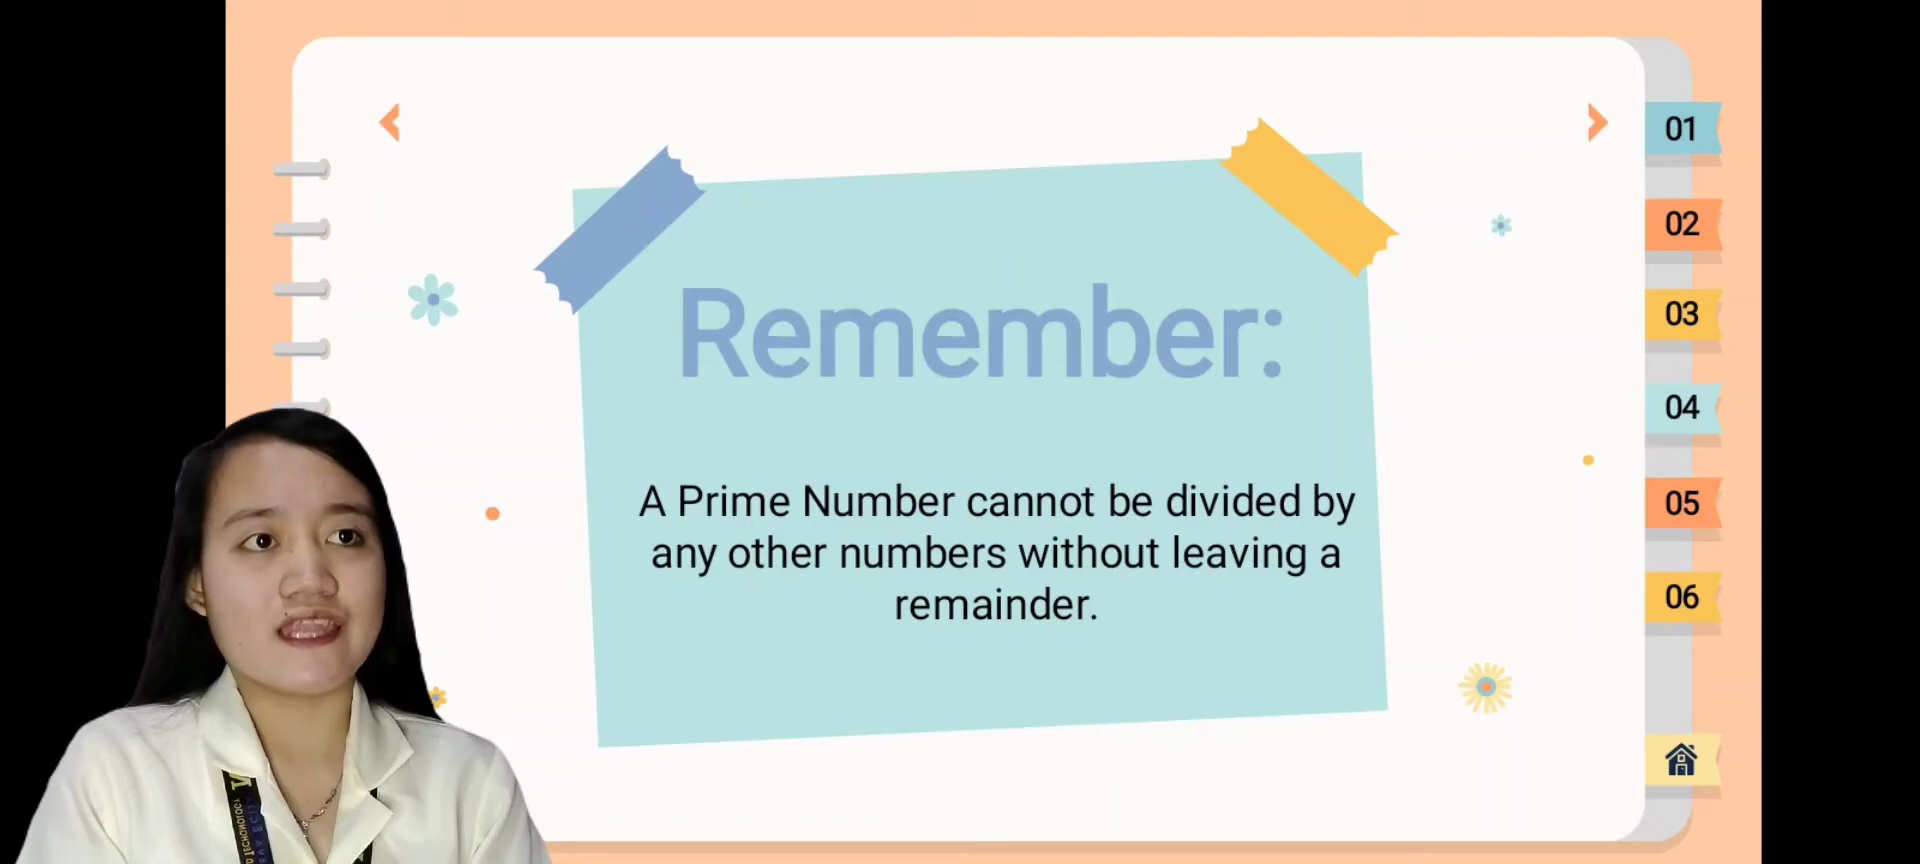 Remember:
A Prime Number cannot be divided by
any other numbers without leaving a
remainder.
01
02
03
04
05
06